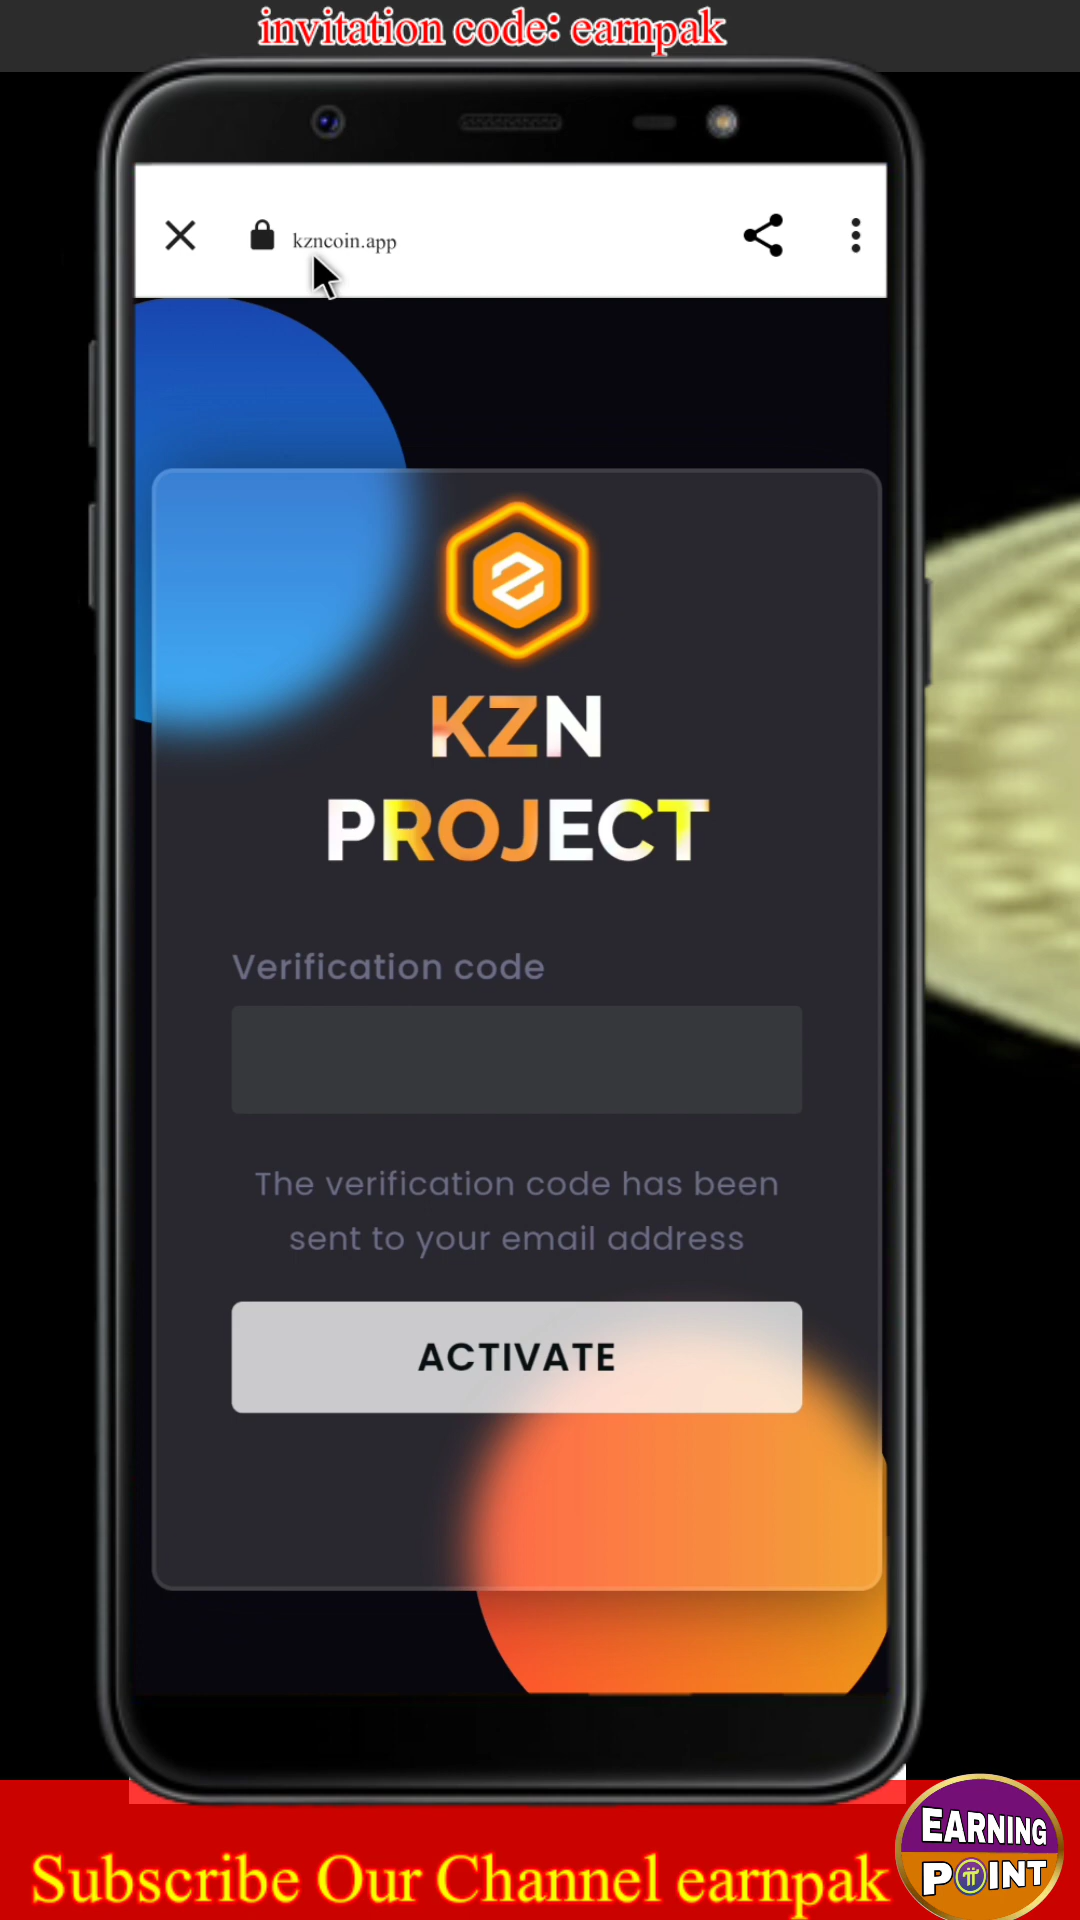 invitation code: earnpak
kzncoin.app
KZN
PROJECT
Verification code
The verification code has been
sent to your email address
ACTIVATE
Subscribe Our Channel earnpak
EARNING
POINT